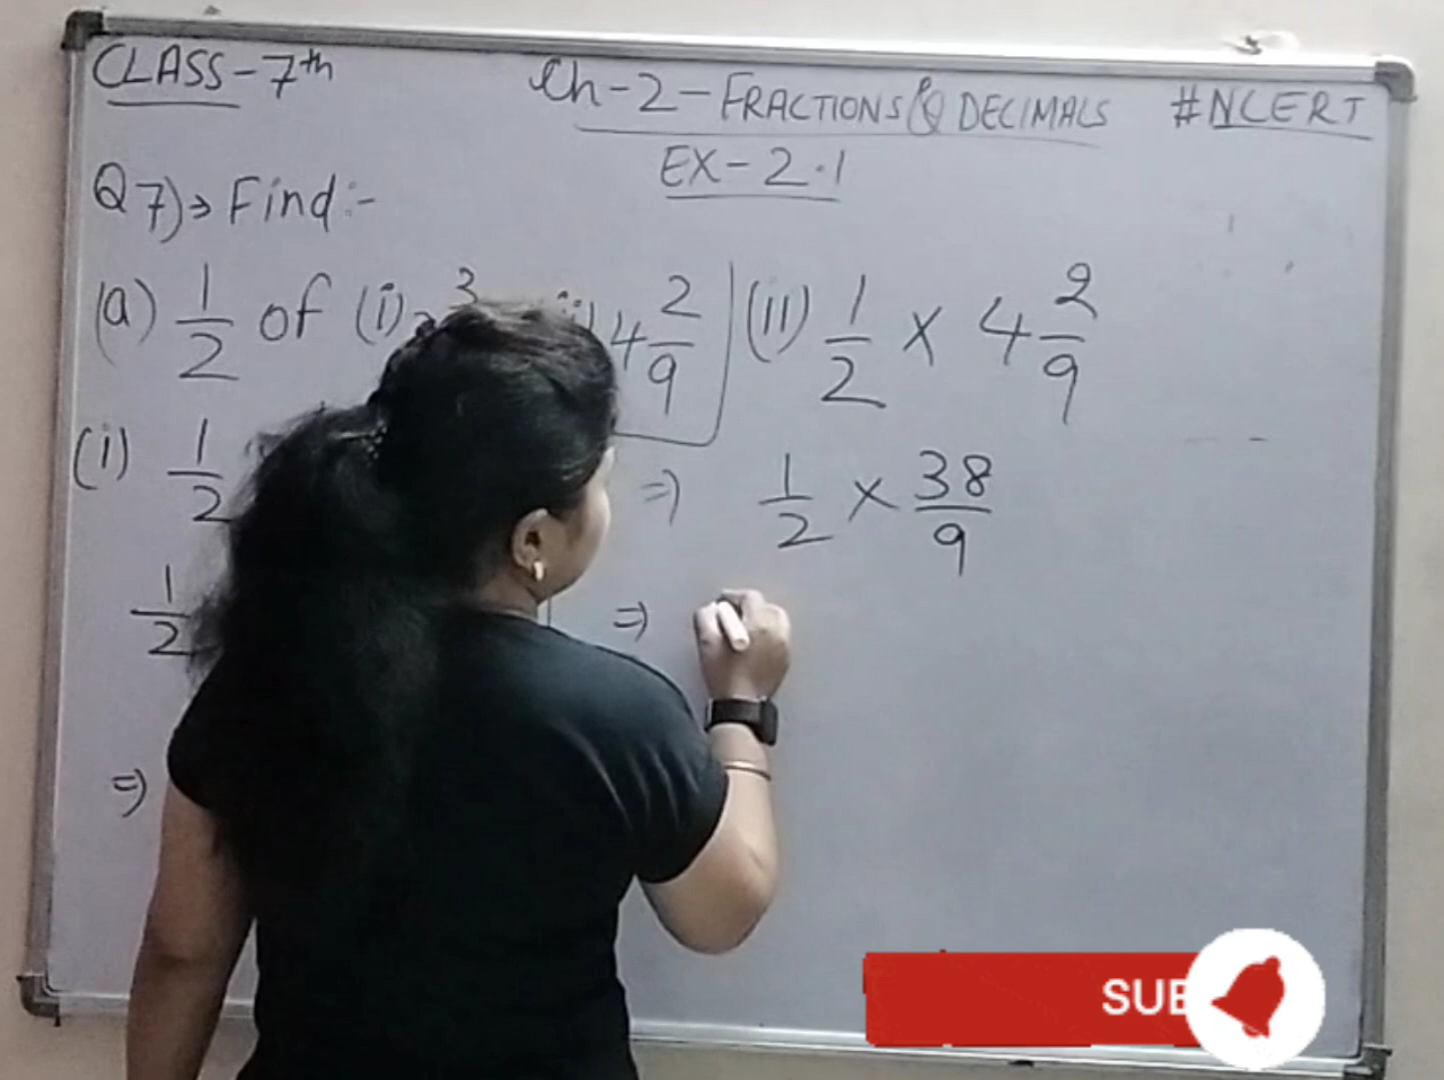 CLASS-7th
Ch-2-FRACTIONS & DECIMALS
#NCERT
EX-2.1
Q7)→ Find:-
(a) 1/2 of (i) 3 4 2/9
(i) 1/2
1/2
⇒
(ii) 1/2 × 4 2/9
⇒ 1/2 × 38/9
⇒
SUB